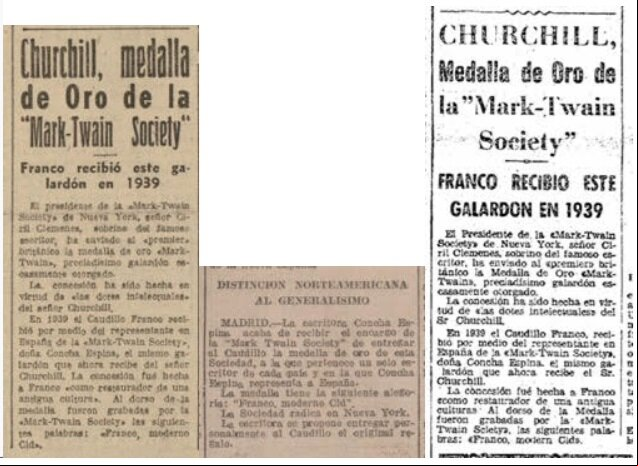 Churchill, medalla
de Oro de la
"Mark-Twain Society"
Franco recibió este ga-
lardón en 1939
El presidente de la «Mark-Twain
Society» de Nueva York, señor Ci-
ril Clemenes, sobrino del famoso
escritor, ha enviado al «premier»
británico la medalla de oro «Mark-
Twain», preciadísimo galardón es-
casamente otorgado.
La concesión ha sido hecha en
virtud de «las dotes intelecuales»
del señor Churchill.
En 1939 el Caudillo Franco reci-
bió por medio del representante en
España de la «Mark-Twain Society»,
doña Concha Espina, el mismo ga-
lardón que ahora recibe del señor
Churchill. La concesión fué hecha a
Franco «como restaurador de una
antigua cultura». Al dorso de la
medalla fueron grabadas por la
«Mark-Twain Society» las siguientes
palabras: «Franco, moderno
Cid».
DISTINCION NORTEAMERICANA
AL GENERALISIMO
MADRID.—La escritora Concha Es-
pina acaba de recibir el encargo de
la "Mark Twain Society" de entregar
al Caudillo la medalla de oro de esta
Sociedad, a la que pertenece un solo es-
critor de cada país y en la que Concha
Espina representa a España.
La medalla tiene la siguiente alego-
ría: "Franco, moderno Cid".
La Sociedad radica en Nueva York.
La escritora se propone entregar per-
sonalmente al Caudillo el original re-
galo.
CHURCHILL,
Medalla de Oro de
la "Mark-Twain
Society"
FRANCO RECIBIO ESTE
GALARDON EN 1939
El Presidente de la «Mark-Twain
Society» de Nueva York, señor Ci-
ril Clemenes, sobrino del famoso es-
critor, ha enviado al «premier» bri-
tánico la Medalla de Oro «Mark-
Twain», preciadísimo galardón es-
casamente otorgado.
La concesión ha sido hecha en vir-
tud de «las dotes intelectuales» del
Sr Churchill.
En 1939 el Caudillo Franco, reci-
bió por medio del representante en
España de la «Mark-Twain Society»,
doña Concha Espina, el mismo ga-
lardón que ahora recibe el Sr.
Churchill.
La concesión fué hecha a Franco
«como restaurador de una antigua
cultura» Al dorso de la Medalla
fueron grabadas por la «Mark-Twain
Society», las siguientes pala-
bras: «Franco, modern Cid».